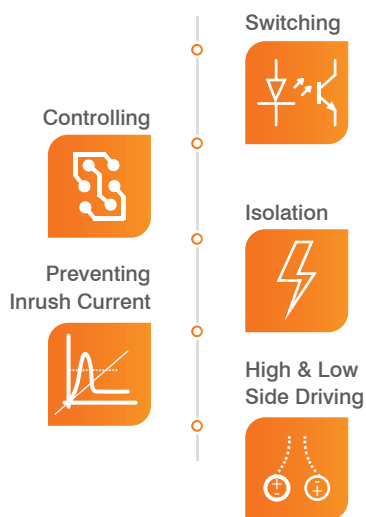 Switching
Controlling
Isolation
Preventing
Inrush Current
High & Low
Side Driving